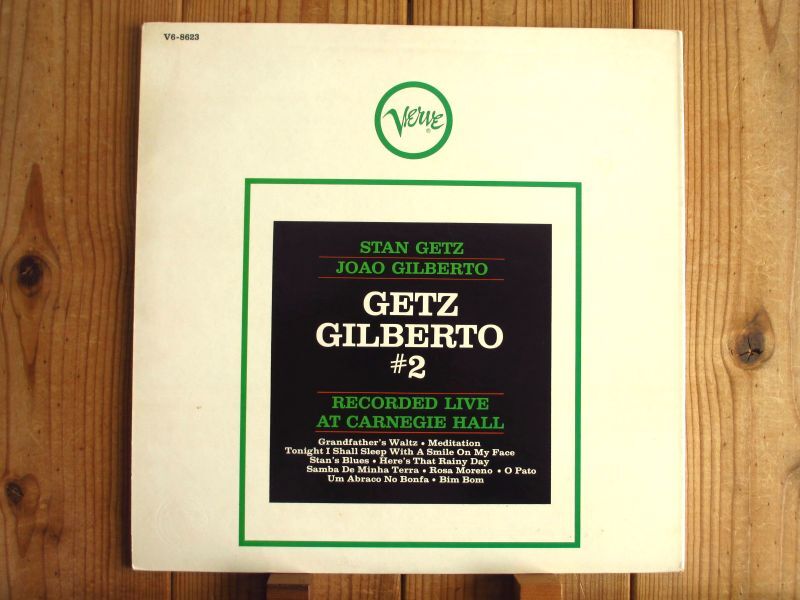 V6-8623
Verve
®
STAN GETZ
JOAO GILBERTO
GETZ
GILBERTO
#2
RECORDED LIVE
AT CARNEGIE HALL
Grandfather's Waltz • Meditation
Tonight I Shall Sleep With A Smile On My Face
Stan's Blues • Here's That Rainy Day
Samba De Minha Terra • Rosa Moreno • O Pato
Um Abraco No Bonfa • Bim Bom